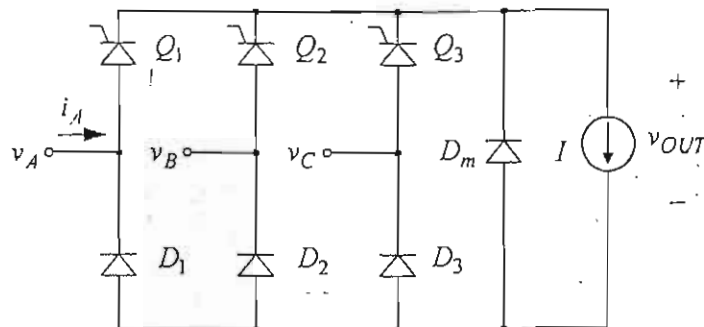 Q1 Q2 Q3
iA +
vA vB vC Dm I vOUT
−
D1 D2 D3